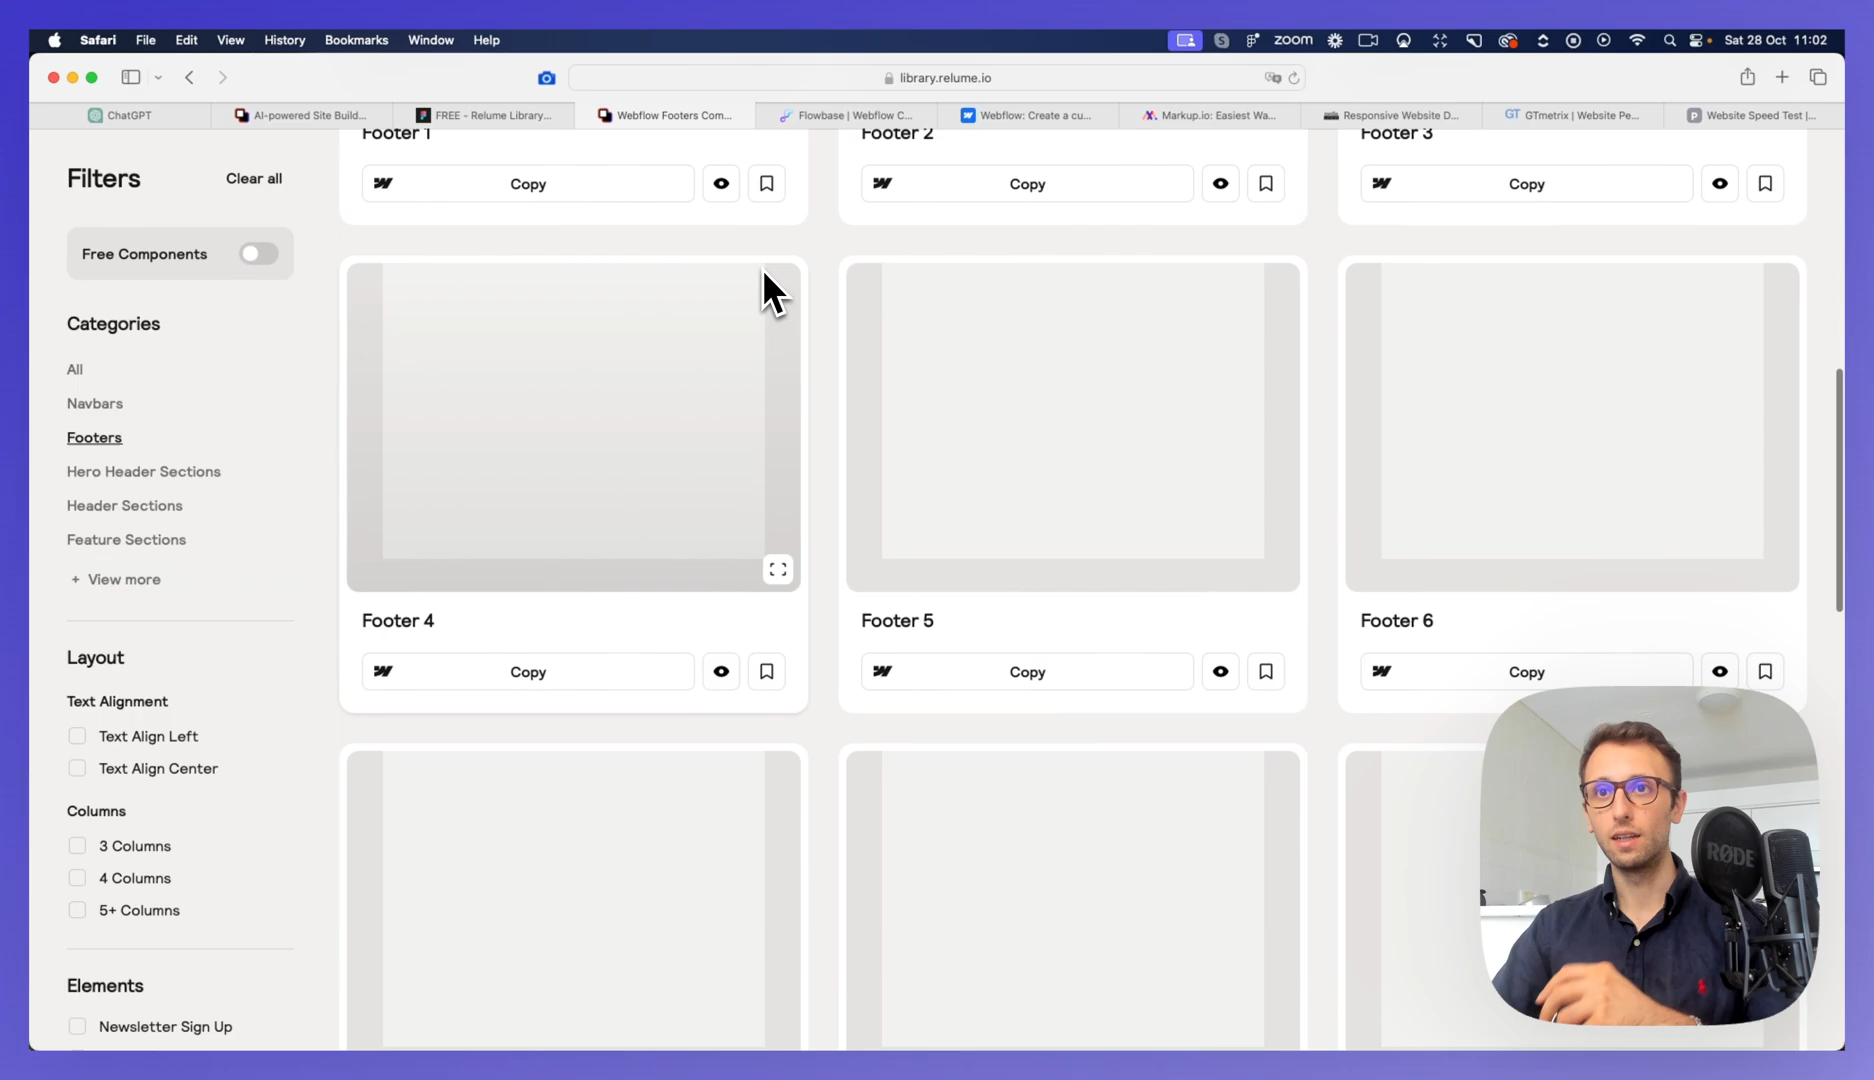 Safari File Edit View History Bookmarks Window Help
zoom
Sat 28 Oct 11:02
library.relume.io
ChatGPT
AI-powered Site Build...
FREE - Relume Library...
Webflow Footers Com...
Flowbase | Webflow C...
Webflow: Create a cu...
Markup.io: Easiest Wa...
Responsive Website D...
GT GTmetrix | Website Pe...
P Website Speed Test |...
Footer 1
Footer 2
Footer 3
Copy
Copy
Copy
Filters
Clear all
Free Components
Categories
All
Navbars
Footers
Hero Header Sections
Header Sections
Feature Sections
+ View more
Layout
Text Alignment
Text Align Left
Text Align Center
Columns
3 Columns
4 Columns
5+ Columns
Elements
Newsletter Sign Up
Footer 4
Footer 5
Footer 6
Copy
Copy
Copy
RØDE